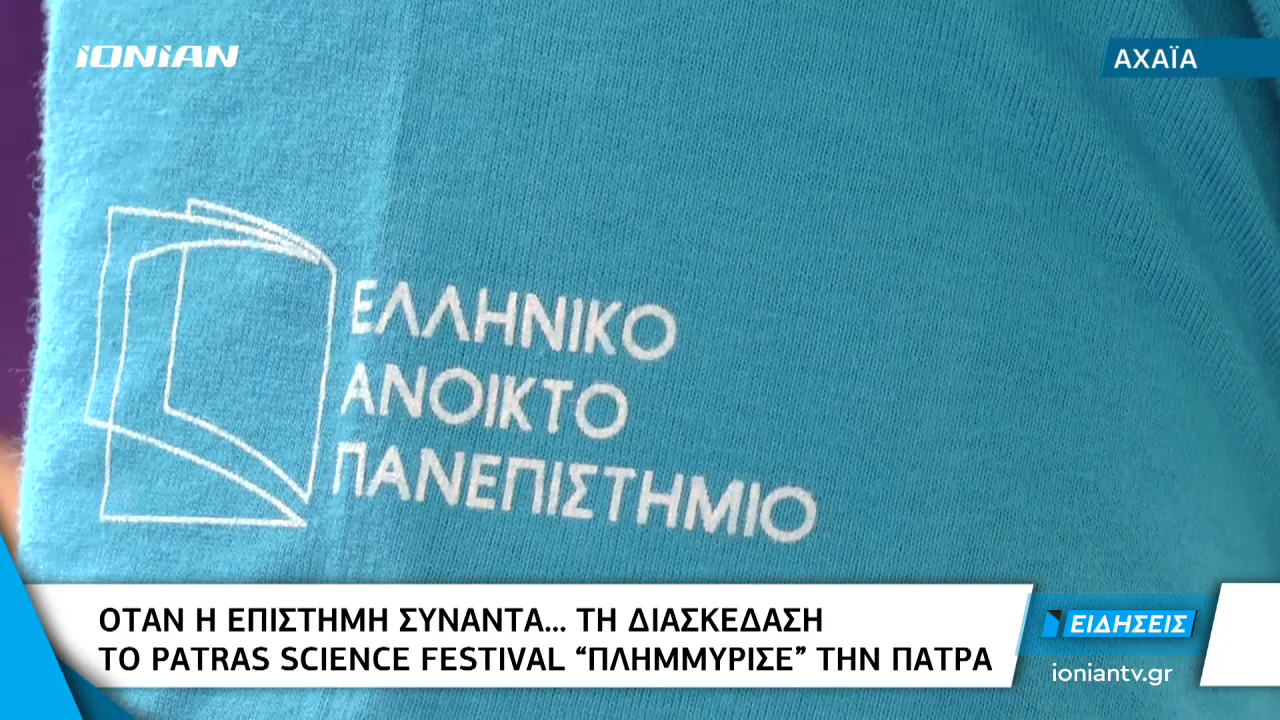 IONIAN
ΑΧΑΪΑ
ΕΛΛΗΝΙΚΟ
ΑΝΟΙΚΤΟ
ΠΑΝΕΠΙΣΤΗΜΙΟ
ΟΤΑΝ Η ΕΠΙΣΤΗΜΗ ΣΥΝΑΝΤΑ... ΤΗ ΔΙΑΣΚΕΔΑΣΗ
ΤΟ PATRAS SCIENCE FESTIVAL “ΠΛΗΜΜΥΡΙΣΕ” ΤΗΝ ΠΑΤΡΑ
ΕΙΔΗΣΕΙΣ
ioniantv.gr